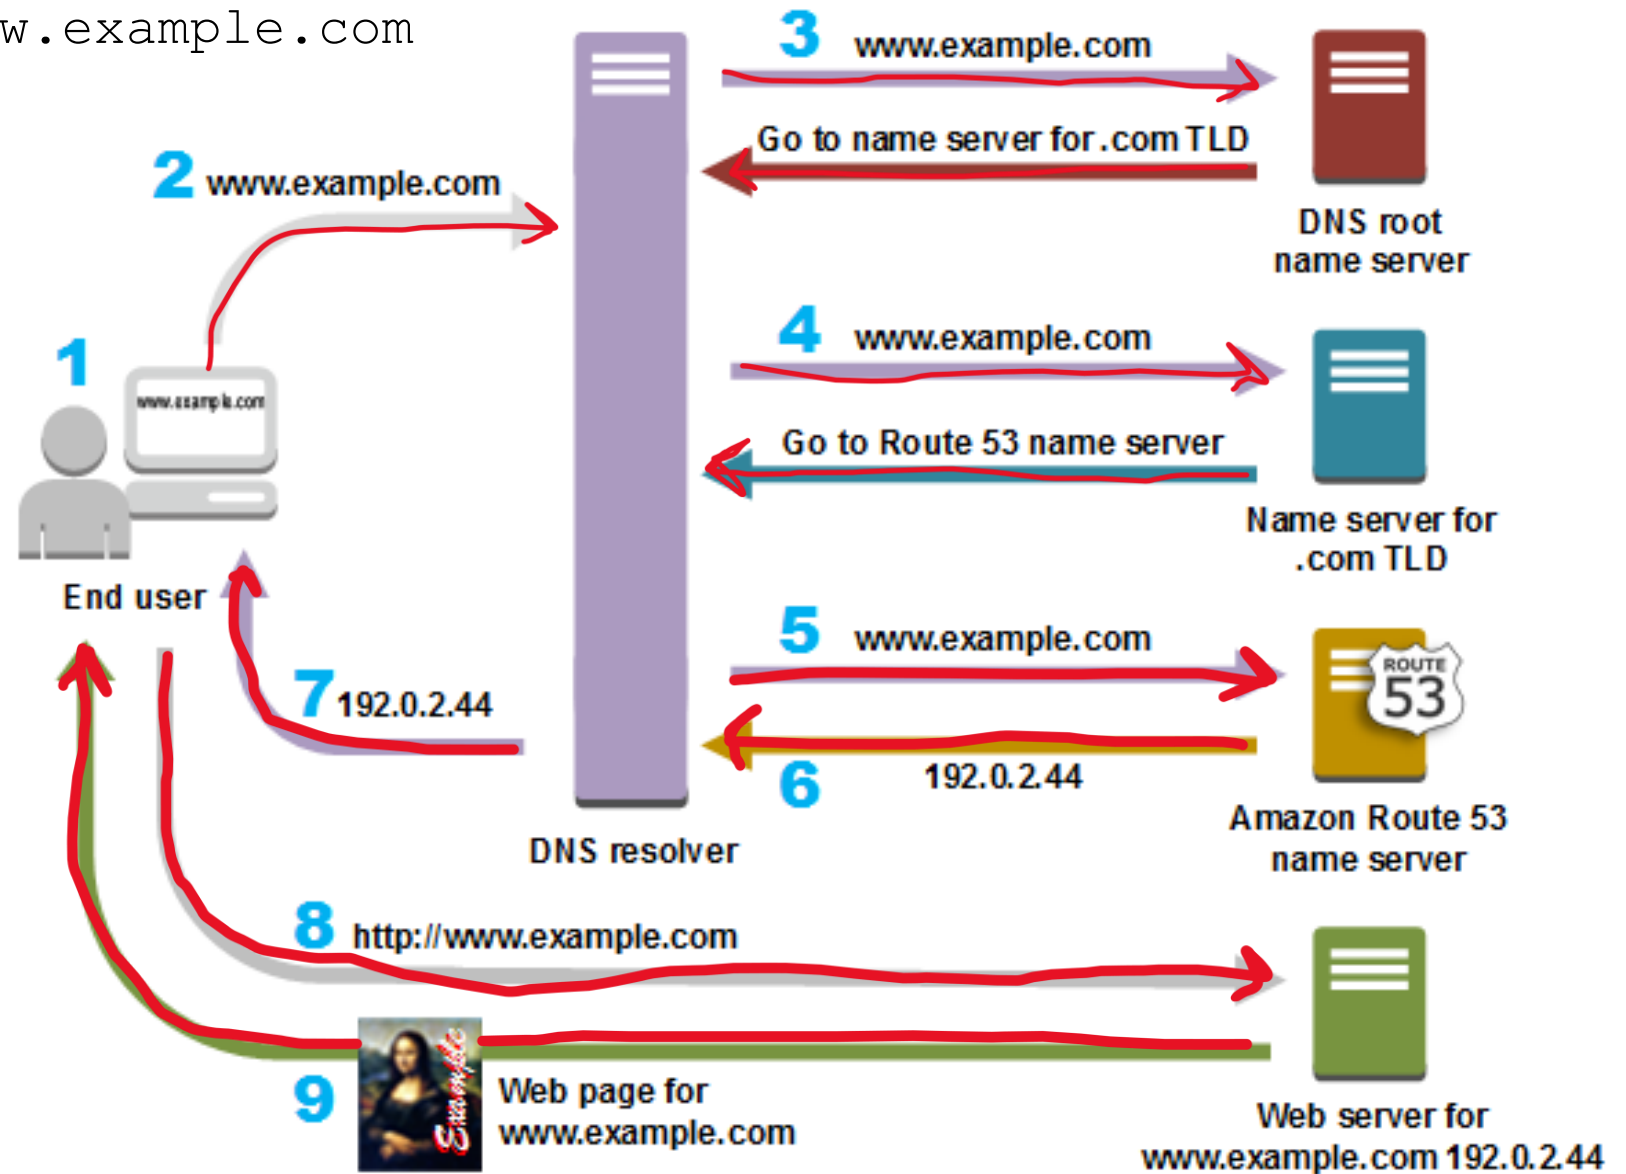 w.example.com
3 www.example.com
Go to name server for .com TLD
DNS root
name server
2 www.example.com
1
www.example.com
End user
4 www.example.com
Go to Route 53 name server
Name server for
.com TLD
5 www.example.com
ROUTE
53
6 192.0.2.44
Amazon Route 53
name server
7 192.0.2.44
DNS resolver
8 http://www.example.com
9
Example
Web page for
www.example.com
Web server for
www.example.com 192.0.2.44